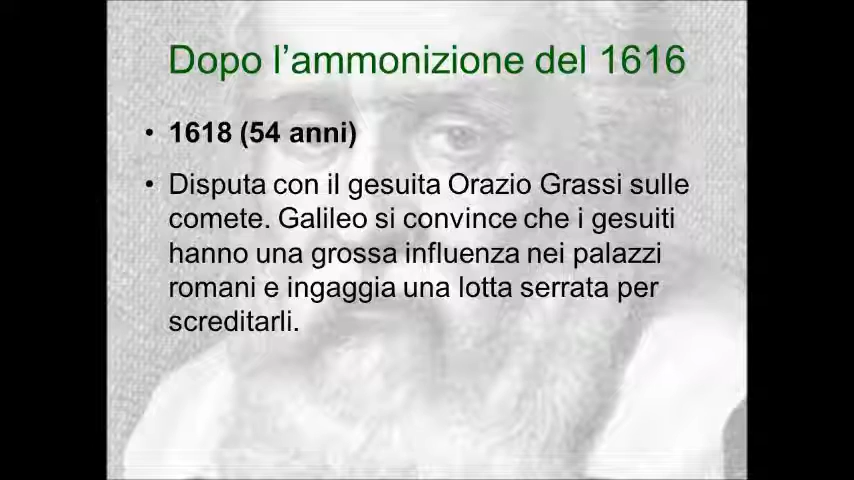 Dopo l’ammonizione del 1616
• 1618 (54 anni)
• Disputa con il gesuita Orazio Grassi sulle
comete. Galileo si convince che i gesuiti
hanno una grossa influenza nei palazzi
romani e ingaggia una lotta serrata per
screditarli.